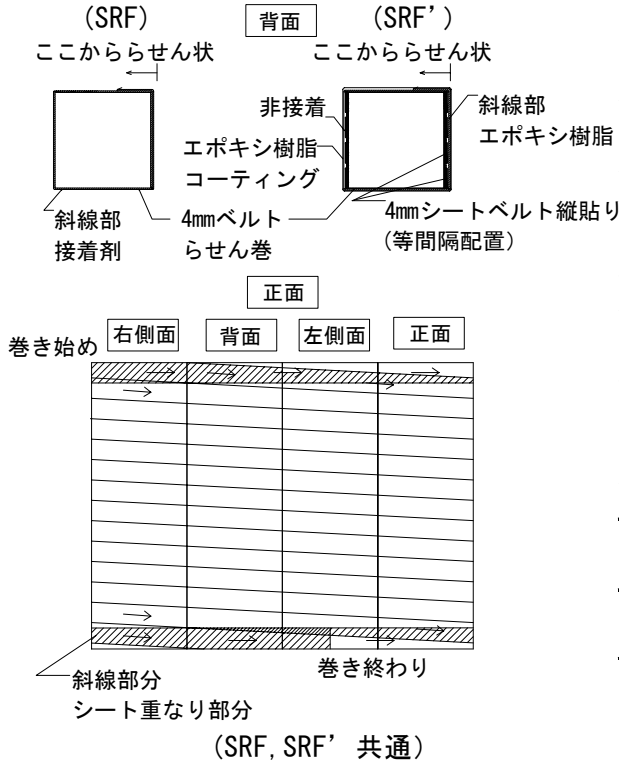 (SRF)
背面
(SRF’)
ここかららせん状
ここかららせん状
非接着
斜線部
エポキシ樹脂
エポキシ樹脂
コーティング
斜線部
接着剤
4㎜ベルト
らせん巻
4㎜シートベルト縦貼り
(等間隔配置)
正面
巻き始め
右側面
背面
左側面
正面
巻き終わり
斜線部分
シート重なり部分
(SRF,SRF’ 共通)